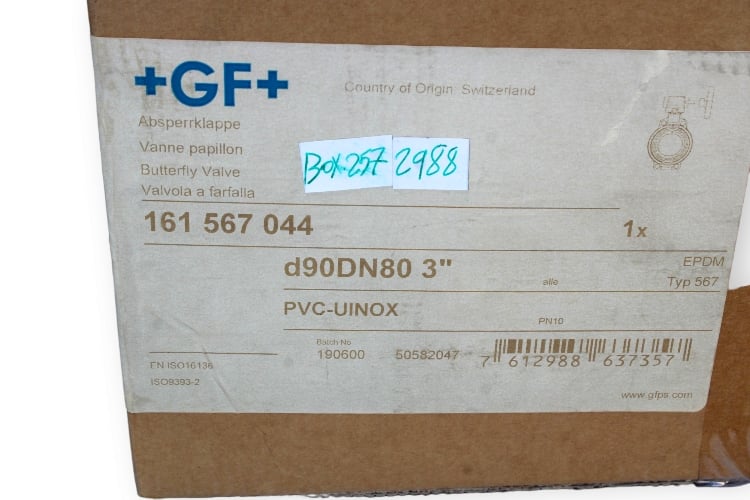 +GF+
Country of Origin: Switzerland
Absperrklappe
Vanne papillon
Butterfly Valve
Valvola a farfalla
Box.257 2988
161 567 044 1x
d90DN80 3" alle EPDM
Typ 567
PVC-UINOX PN10
Batch No
190600 50582047
7 612988 637357
EN ISO16136
ISO9393-2
www.gfps.com